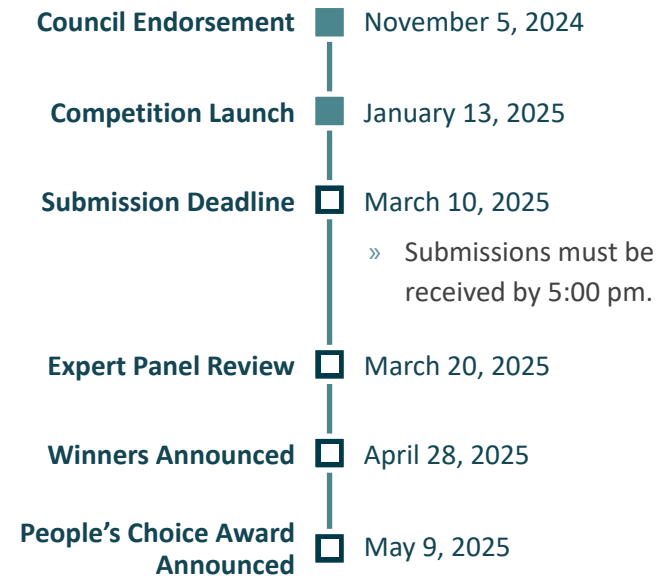 Council Endorsement November 5, 2024
Competition Launch January 13, 2025
Submission Deadline March 10, 2025
» Submissions must be
received by 5:00 pm.
Expert Panel Review March 20, 2025
Winners Announced April 28, 2025
People’s Choice Award
Announced May 9, 2025